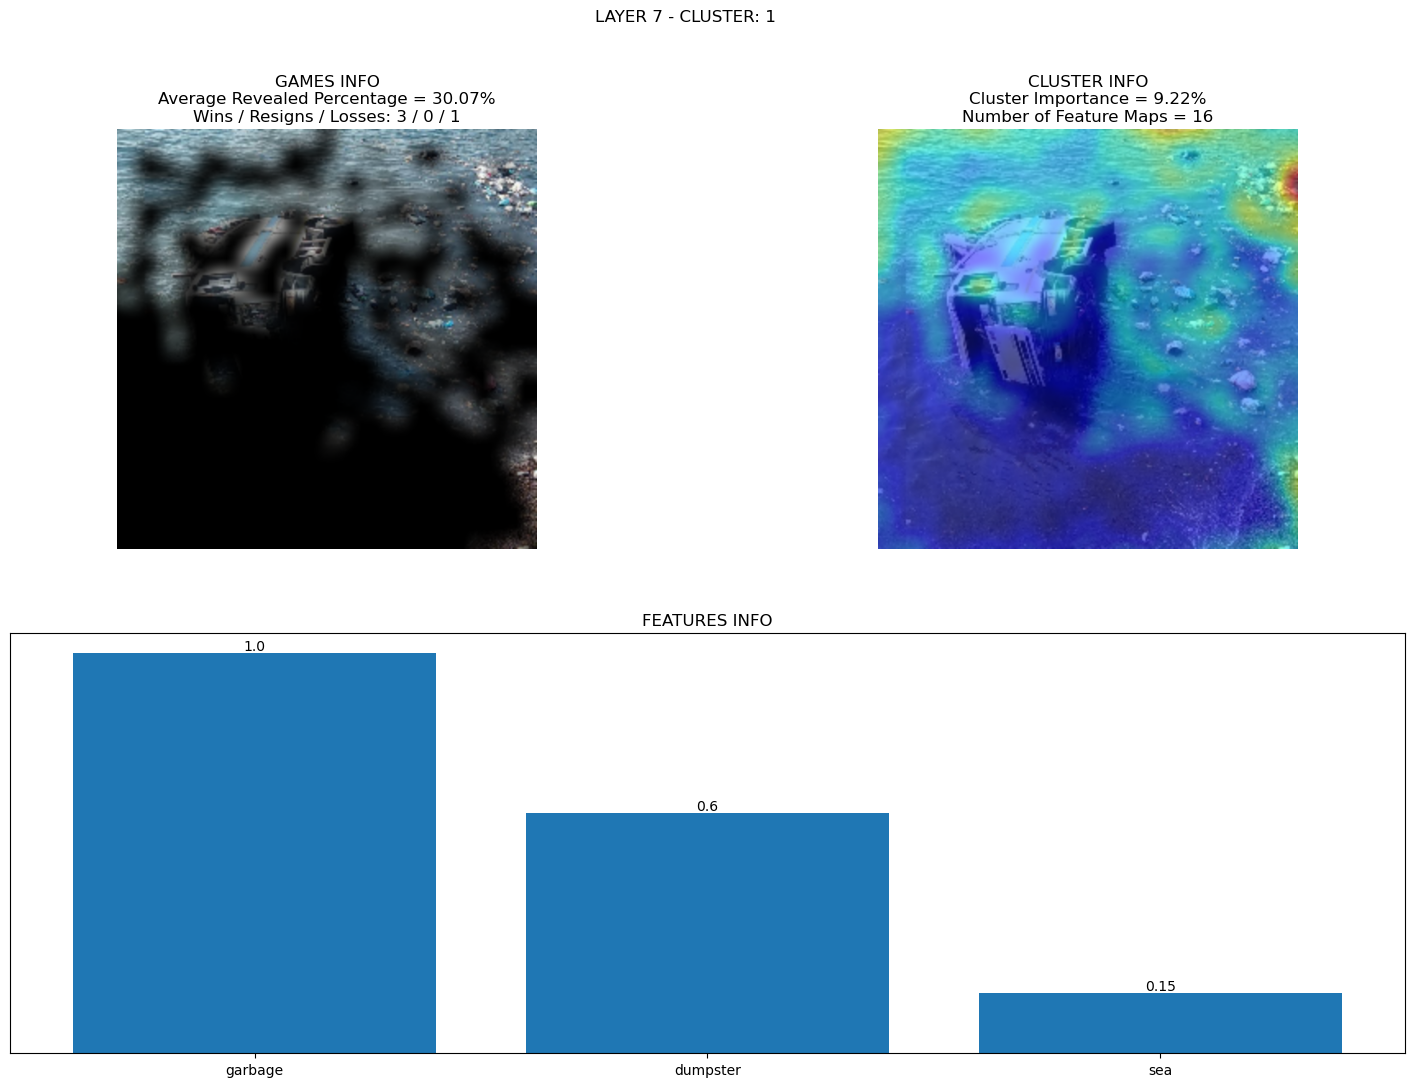 LAYER 7 - CLUSTER: 1
GAMES INFO
Average Revealed Percentage = 30.07%
Wins / Resigns / Losses: 3 / 0 / 1
CLUSTER INFO
Cluster Importance = 9.22%
Number of Feature Maps = 16
FEATURES INFO
1.0
0.6
0.15
garbage
dumpster
sea